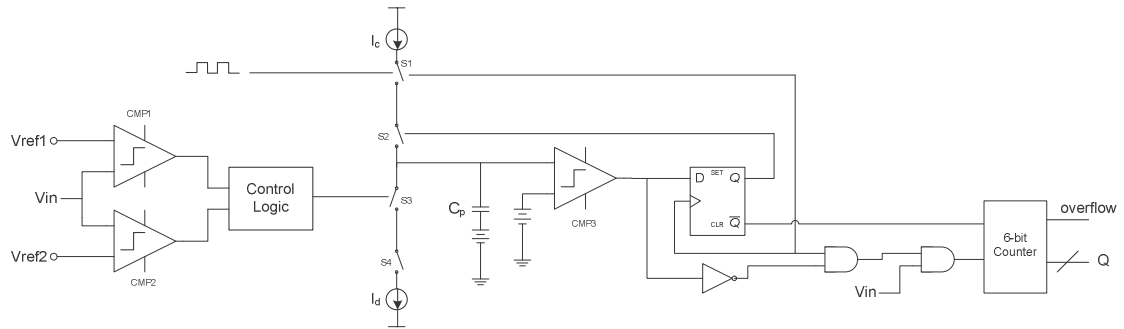 I_c
S1
CMP1
Vref1
S2
Vin
Control
Logic
S3
C_p
CMP3
D SET Q
CLR Q̅
Vref2
CMP2
S4
I_d
Vin
6-bit
Counter
overflow
Q